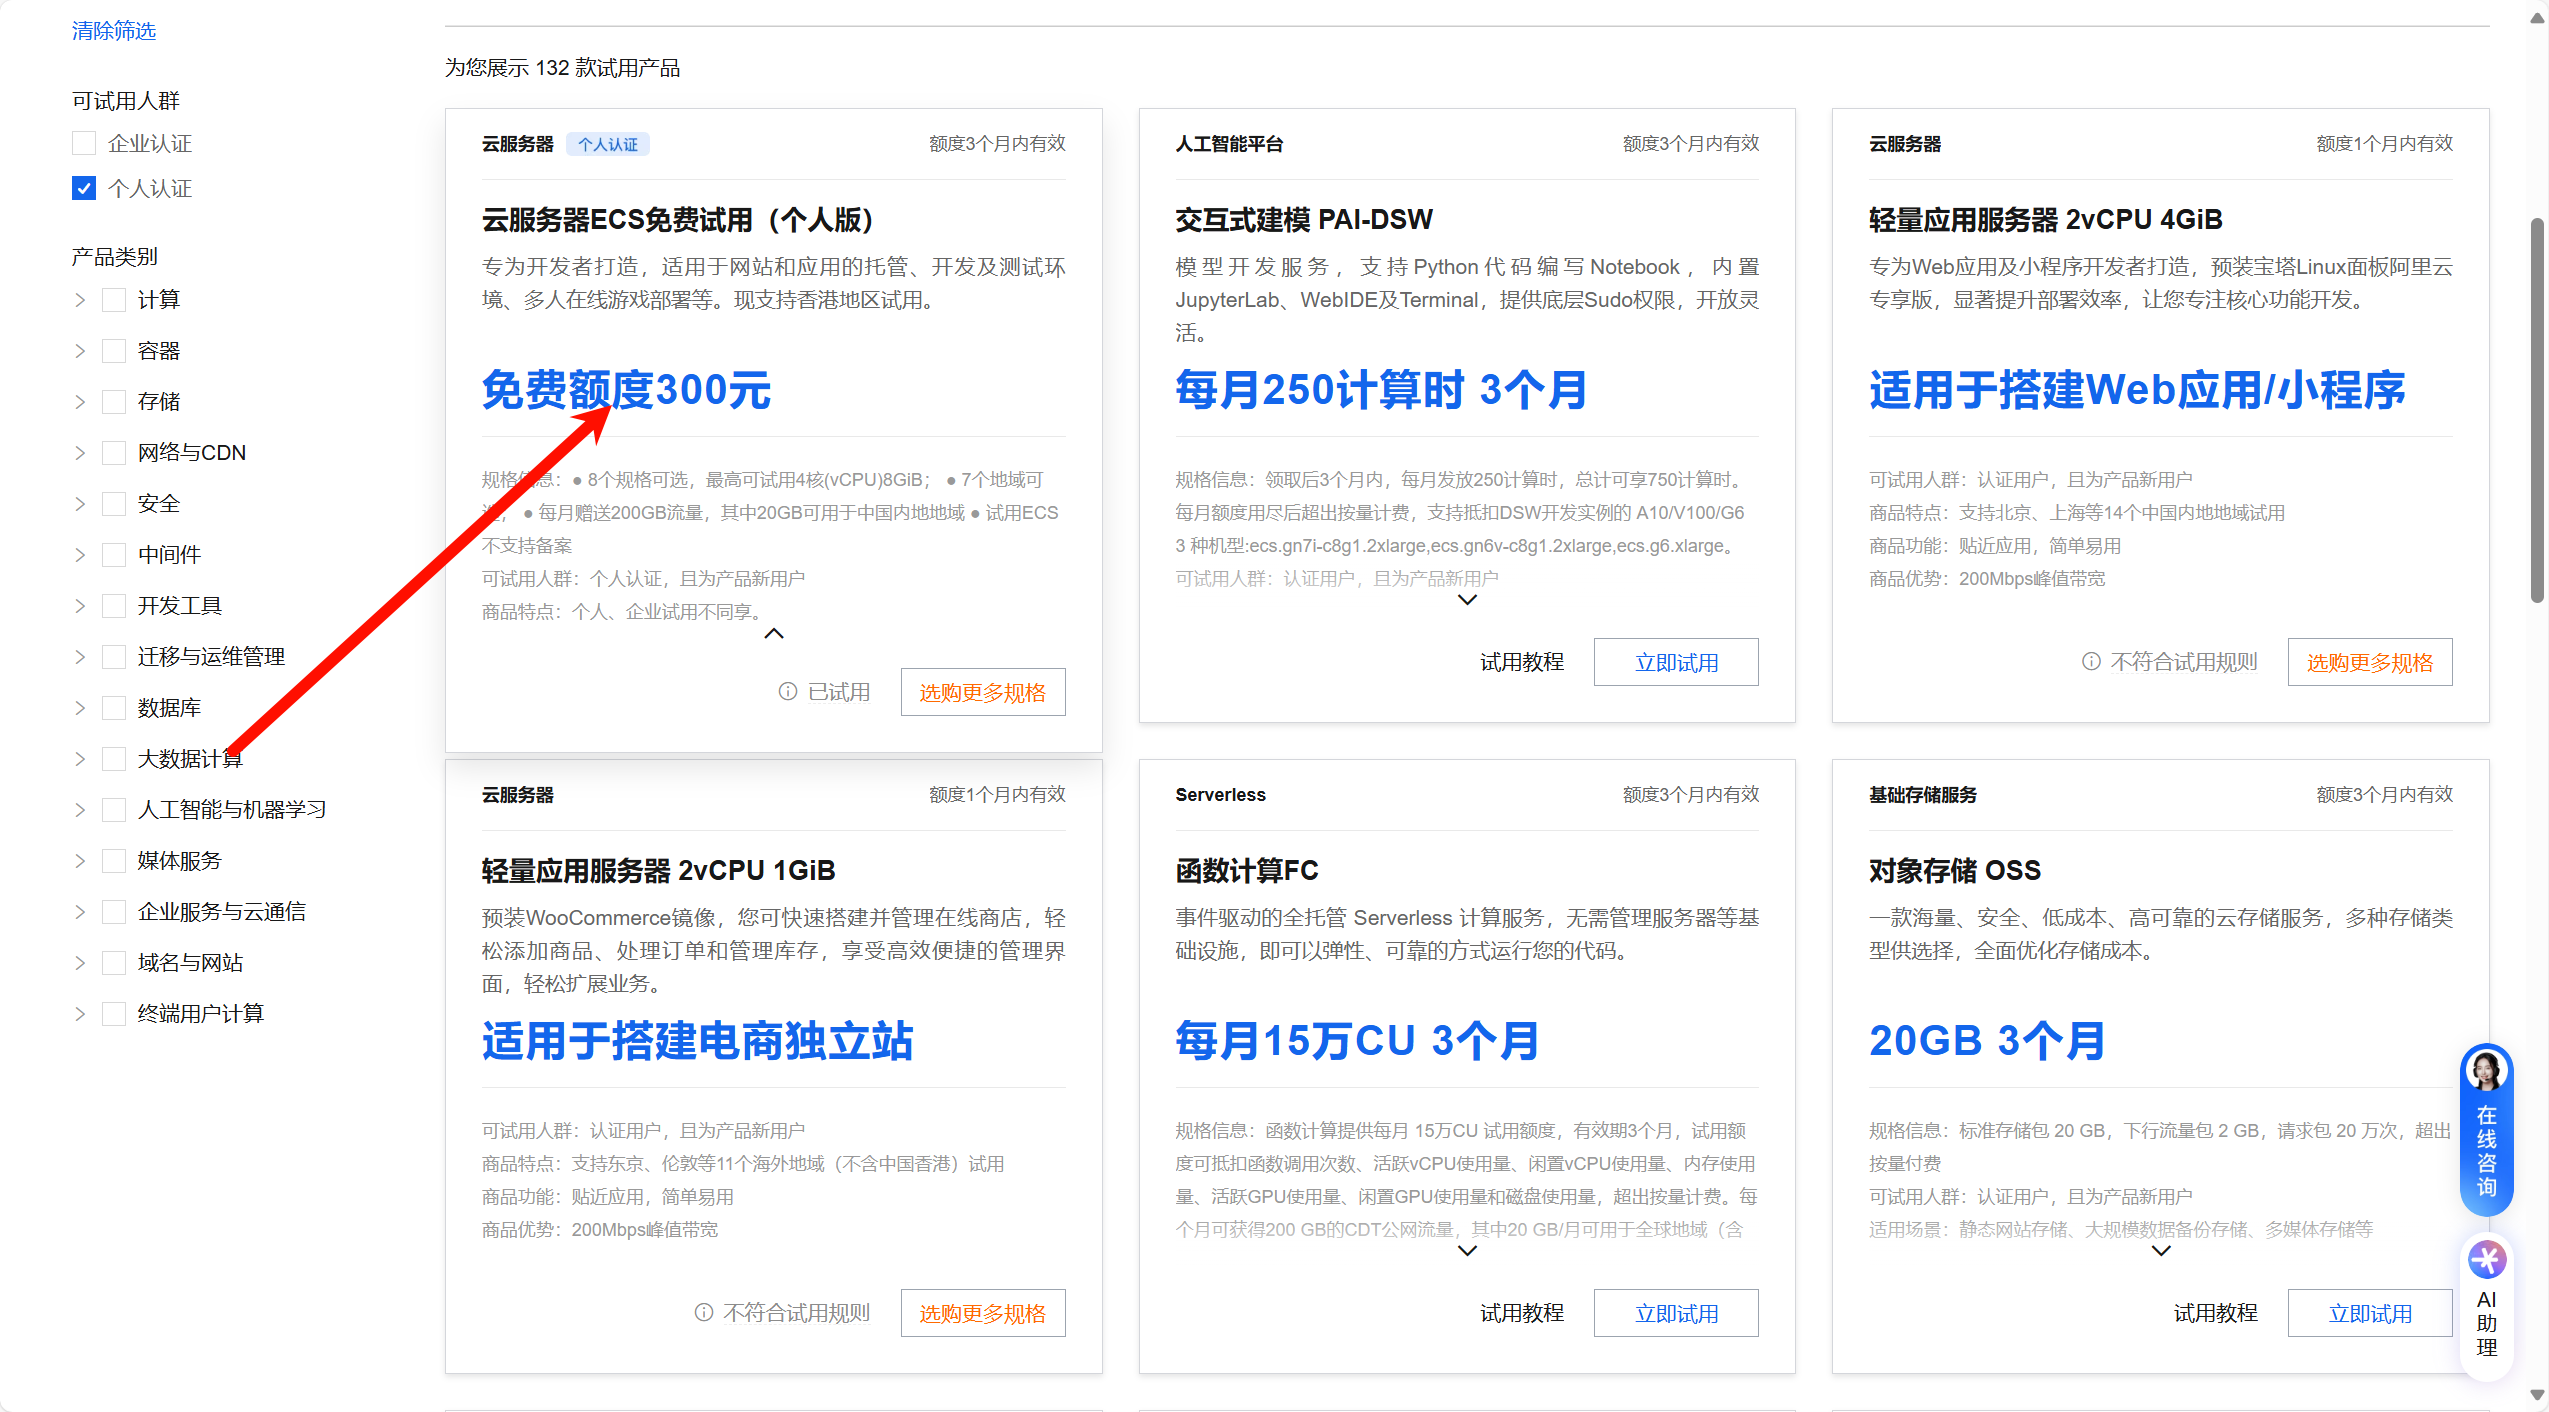 清除筛选
可试用人群
企业认证
个人认证
产品类别
计算
容器
存储
网络与CDN
安全
中间件
开发工具
迁移与运维管理
数据库
大数据计算
人工智能与机器学习
媒体服务
企业服务与云通信
域名与网站
终端用户计算
为您展示 132 款试用产品
云服务器 个人认证 额度3个月内有效
云服务器ECS免费试用（个人版）
专为开发者打造，适用于网站和应用的托管、开发及测试环
境、多人在线游戏部署等。现支持香港地区试用。
免费额度300元
规格信息：● 8个规格可选，最高可试用4核(vCPU)8GiB； ● 7个地域可
选； ● 每月赠送200GB流量，其中20GB可用于中国内地地域 ● 试用ECS
不支持备案
可试用人群：个人认证，且为产品新用户
商品特点：个人、企业试用不同享。
已试用 选购更多规格
人工智能平台 额度3个月内有效
交互式建模 PAI-DSW
模型开发服务，支持Python代码编写Notebook，内置
JupyterLab、WebIDE及Terminal，提供底层Sudo权限，开放灵
活。
每月250计算时 3个月
规格信息：领取后3个月内，每月发放250计算时，总计可享750计算时。
每月额度用尽后超出按量计费，支持抵扣DSW开发实例的 A10/V100/G6
3 种机型:ecs.gn7i-c8g1.2xlarge,ecs.gn6v-c8g1.2xlarge,ecs.g6.xlarge。
可试用人群：认证用户，且为产品新用户
试用教程 立即试用
云服务器 额度1个月内有效
轻量应用服务器 2vCPU 4GiB
专为Web应用及小程序开发者打造，预装宝塔Linux面板阿里云
专享版，显著提升部署效率，让您专注核心功能开发。
适用于搭建Web应用/小程序
可试用人群：认证用户，且为产品新用户
商品特点：支持北京、上海等14个中国内地地域试用
商品功能：贴近应用，简单易用
商品优势：200Mbps峰值带宽
不符合试用规则 选购更多规格
云服务器 额度1个月内有效
轻量应用服务器 2vCPU 1GiB
预装WooCommerce镜像，您可快速搭建并管理在线商店，轻
松添加商品、处理订单和管理库存，享受高效便捷的管理界
面，轻松扩展业务。
适用于搭建电商独立站
可试用人群：认证用户，且为产品新用户
商品特点：支持东京、伦敦等11个海外地域（不含中国香港）试用
商品功能：贴近应用，简单易用
商品优势：200Mbps峰值带宽
不符合试用规则 选购更多规格
Serverless 额度3个月内有效
函数计算FC
事件驱动的全托管 Serverless 计算服务，无需管理服务器等基
础设施，即可以弹性、可靠的方式运行您的代码。
每月15万CU 3个月
规格信息：函数计算提供每月 15万CU 试用额度，有效期3个月，试用额
度可抵扣函数调用次数、活跃vCPU使用量、闲置vCPU使用量、内存使用
量、活跃GPU使用量、闲置GPU使用量和磁盘使用量，超出按量计费。每
个月可获得200 GB的CDT公网流量，其中20 GB/月可用于全球地域（含
试用教程 立即试用
基础存储服务 额度3个月内有效
对象存储 OSS
一款海量、安全、低成本、高可靠的云存储服务，多种存储类
型供选择，全面优化存储成本。
20GB 3个月
规格信息：标准存储包 20 GB，下行流量包 2 GB，请求包 20 万次，超出
按量付费
可试用人群：认证用户，且为产品新用户
适用场景：静态网站存储、大规模数据备份存储、多媒体存储等
试用教程 立即试用
在线咨询
AI助理